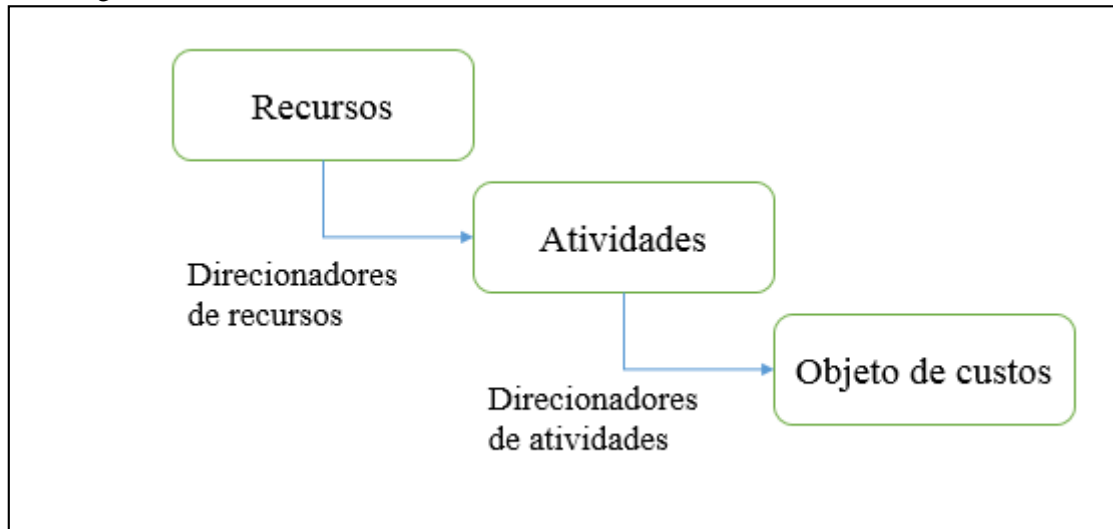 Recursos
Direcionadores
de recursos
Atividades
Direcionadores
de atividades
Objeto de custos